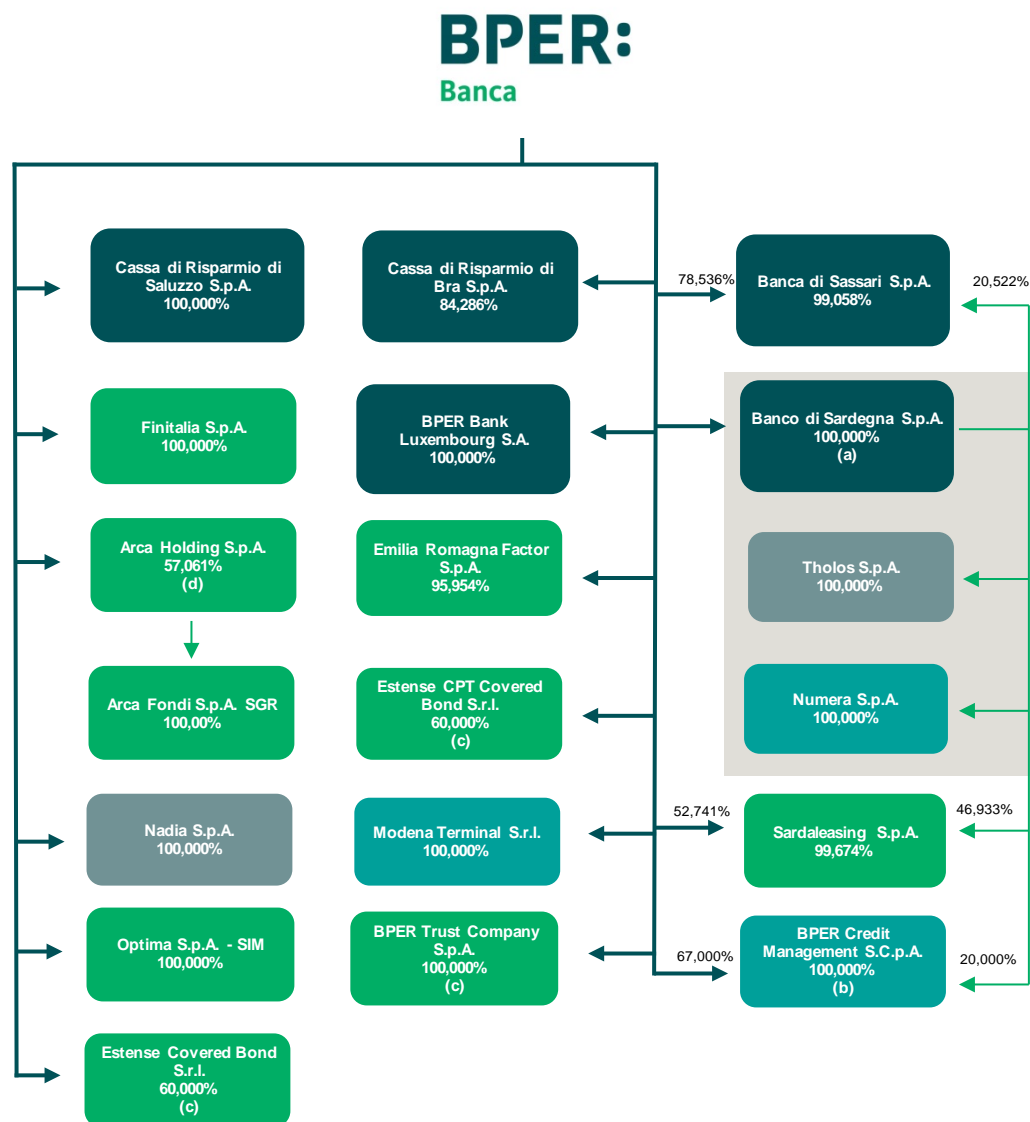 BPER:
Banca
Cassa di Risparmio di
Saluzzo S.p.A.
100,000%
Cassa di Risparmio di
Bra S.p.A.
84,286%
78,536%
Banca di Sassari S.p.A.
99,058%
20,522%
Finitalia S.p.A.
100,000%
BPER Bank
Luxembourg S.A.
100,000%
Banco di Sardegna S.p.A.
100,000%
(a)
Arca Holding S.p.A.
57,061%
(d)
Emilia Romagna Factor
S.p.A.
95,954%
Tholos S.p.A.
100,000%
Arca Fondi S.p.A. SGR
100,00%
Estense CPT Covered
Bond S.r.l.
60,000%
(c)
Numera S.p.A.
100,000%
Nadia S.p.A.
100,000%
Modena Terminal S.r.l.
100,000%
52,741%
Sardaleasing S.p.A.
99,674%
46,933%
Optima S.p.A. - SIM
100,000%
BPER Trust Company
S.p.A.
100,000%
(c)
67,000%
BPER Credit
Management S.C.p.A.
100,000%
(b)
20,000%
Estense Covered Bond
S.r.l.
60,000%
(c)